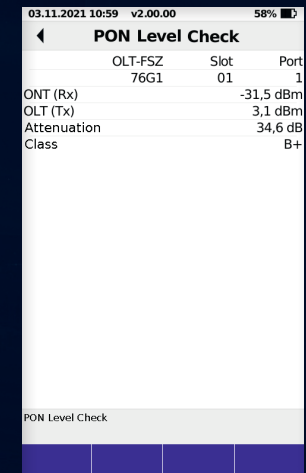 03.11.2021 10:59 v2.00.00 58%
PON Level Check
OLT-FSZ Slot Port
76G1 01 1
ONT (Rx) -31,5 dBm
OLT (Tx) 3,1 dBm
Attenuation 34,6 dB
Class B+
PON Level Check